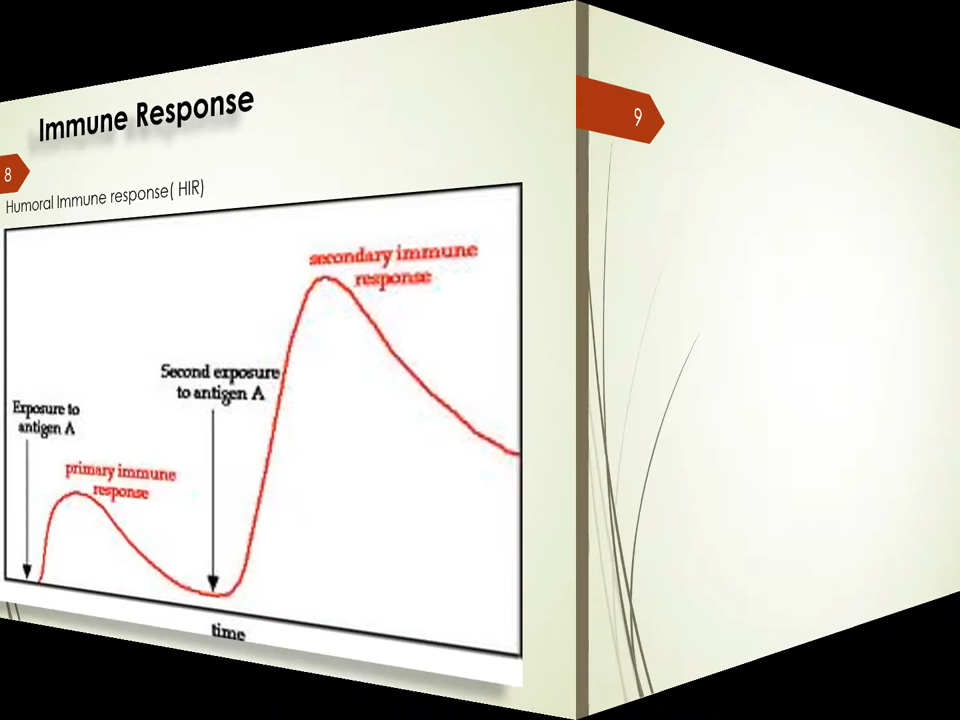 Immune Response
8
Humoral Immune response( HIR)
secondary immune
response
Second exposure
to antigen A
Exposure to
antigen A
primary immune
response
time
9